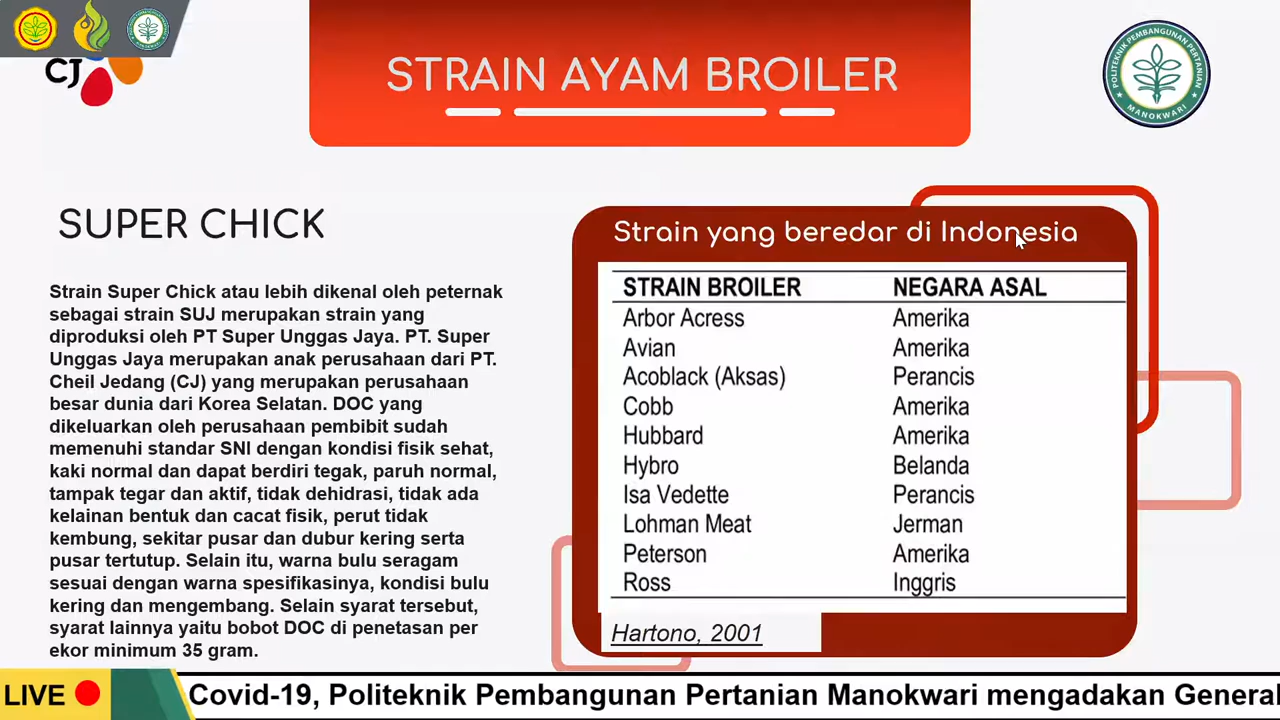 CJ
STRAIN AYAM BROILER
POLITEKNIK PEMBANGUNAN PERTANIAN
MANOKWARI
SUPER CHICK
Strain Super Chick atau lebih dikenal oleh peternak
sebagai strain SUJ merupakan strain yang
diproduksi oleh PT Super Unggas Jaya. PT. Super
Unggas Jaya merupakan anak perusahaan dari PT.
Cheil Jedang (CJ) yang merupakan perusahaan
besar dunia dari Korea Selatan. DOC yang
dikeluarkan oleh perusahaan pembibit sudah
memenuhi standar SNI dengan kondisi fisik sehat,
kaki normal dan dapat berdiri tegak, paruh normal,
tampak tegar dan aktif, tidak dehidrasi, tidak ada
kelainan bentuk dan cacat fisik, perut tidak
kembung, sekitar pusar dan dubur kering serta
pusar tertutup. Selain itu, warna bulu seragam
sesuai dengan warna spesifikasinya, kondisi bulu
kering dan mengembang. Selain syarat tersebut,
syarat lainnya yaitu bobot DOC di penetasan per
ekor minimum 35 gram.
Strain yang beredar di Indonesia
STRAIN BROILER NEGARA ASAL
Arbor Acress Amerika
Avian Amerika
Acoblack (Aksas) Perancis
Cobb Amerika
Hubbard Amerika
Hybro Belanda
Isa Vedette Perancis
Lohman Meat Jerman
Peterson Amerika
Ross Inggris
Hartono, 2001
LIVE Covid-19, Politeknik Pembangunan Pertanian Manokwari mengadakan General